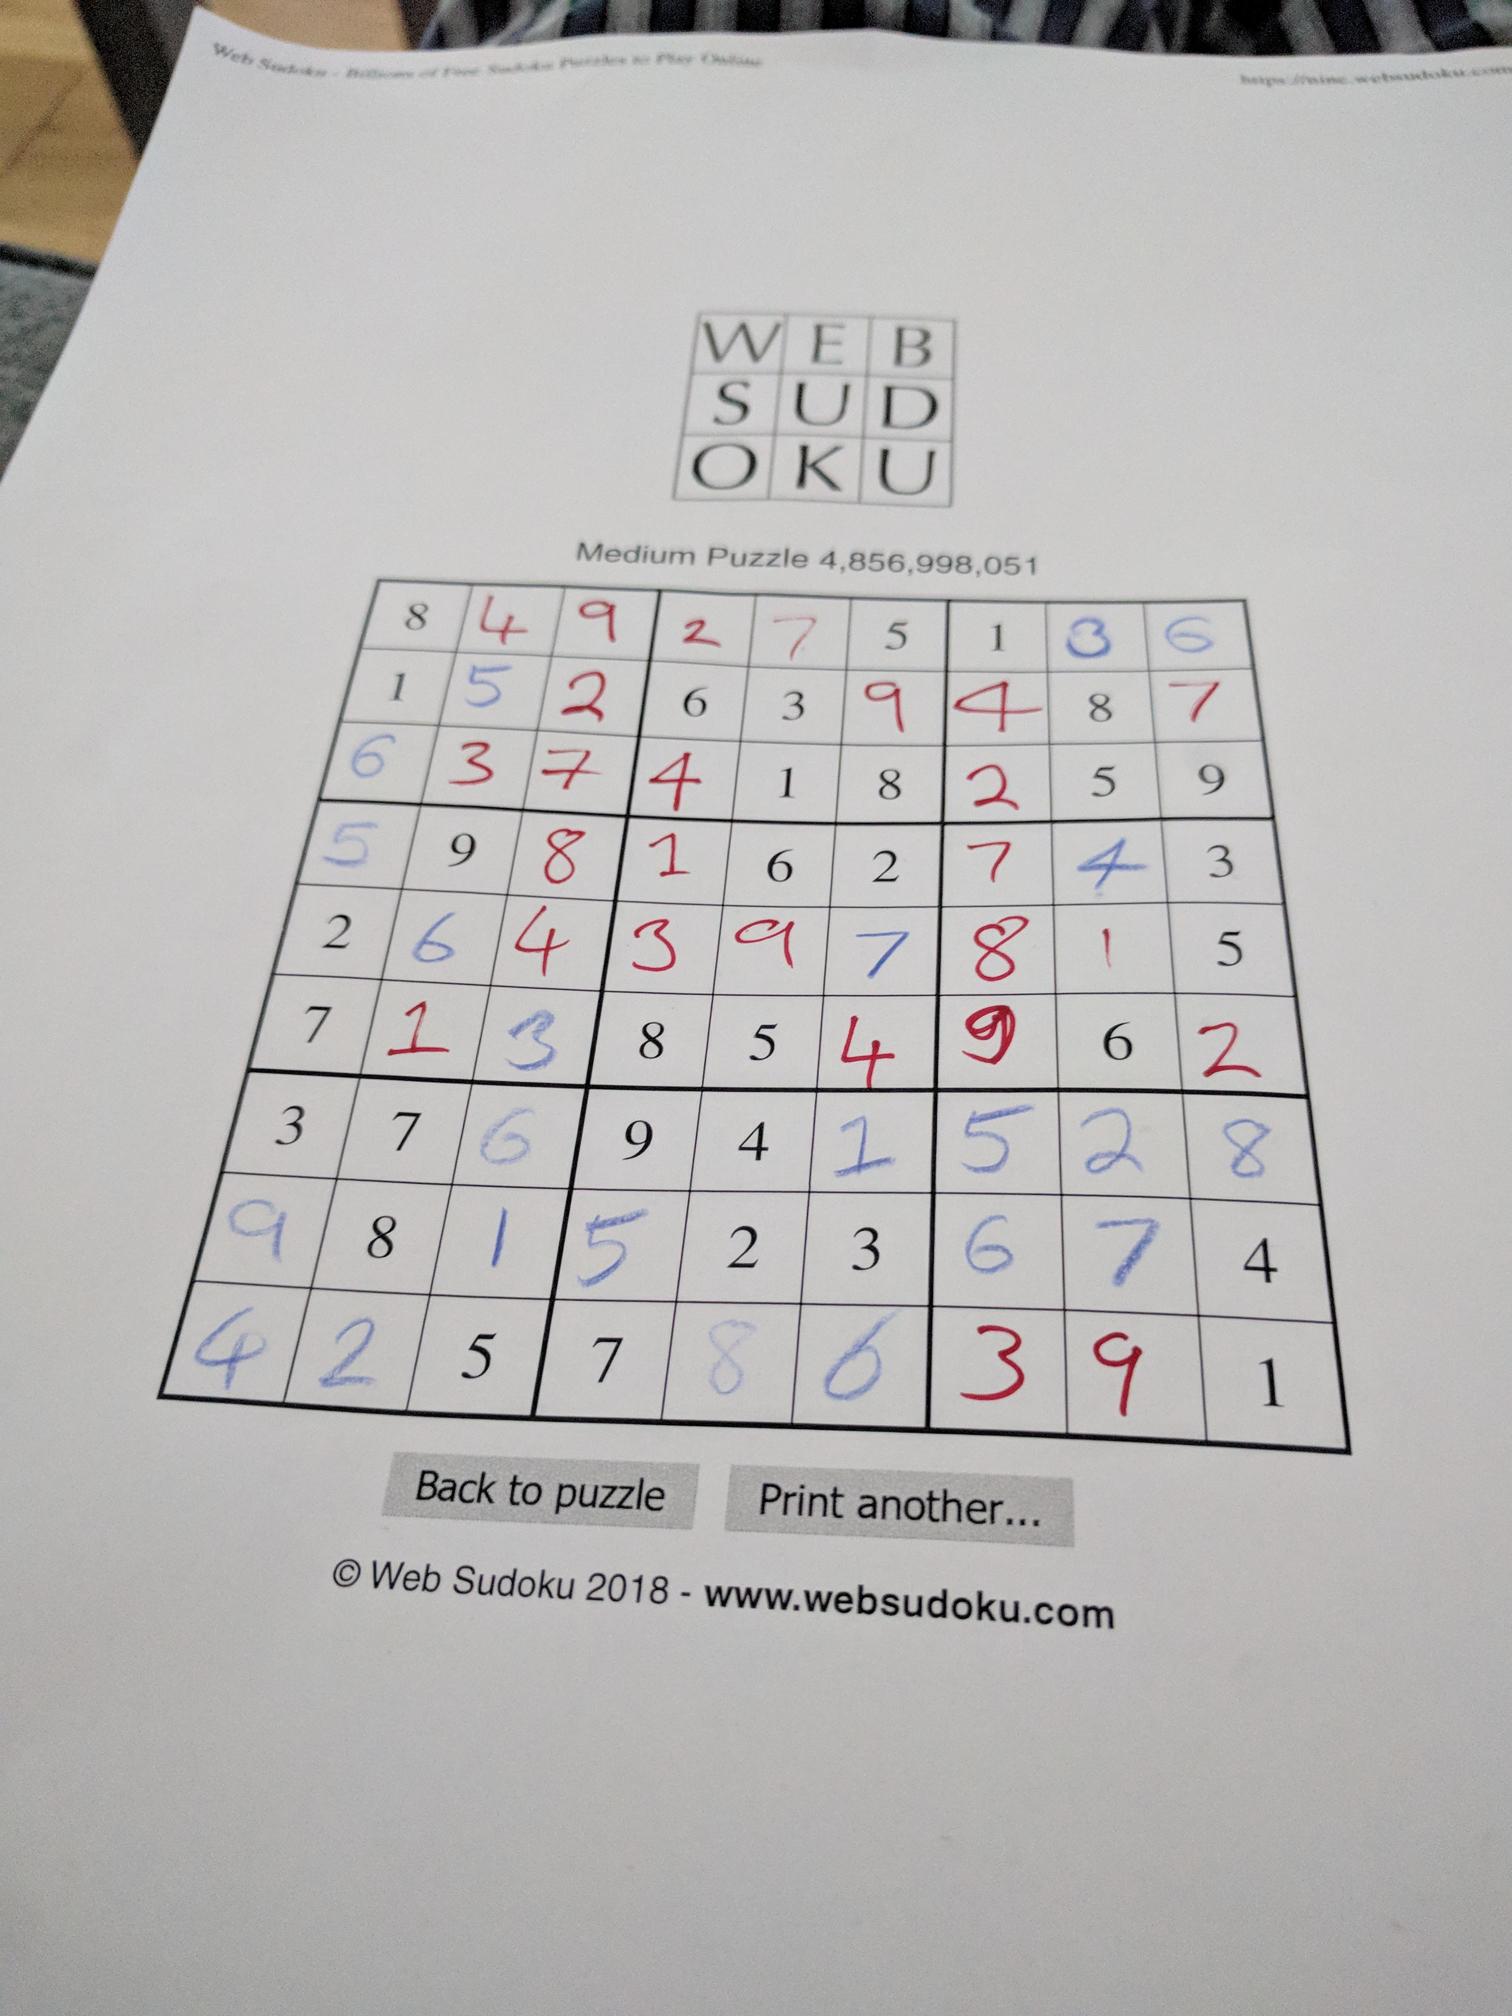 Web Sudoku - Billions of Free Sudoku Puzzles to Play Online
https://nine.websudoku.com
W E B
S U D
O K U
Medium Puzzle 4,856,998,051
8 4 9 2 7 5 1 3 6
1 5 2 6 3 9 4 8 7
6 3 7 4 1 8 2 5 9
5 9 8 1 6 2 7 4 3
2 6 4 3 9 7 8 1 5
7 1 3 8 5 4 9 6 2
3 7 6 9 4 1 5 2 8
9 8 1 5 2 3 6 7 4
4 2 5 7 8 6 3 9 1
Back to puzzle Print another...
© Web Sudoku 2018 - www.websudoku.com